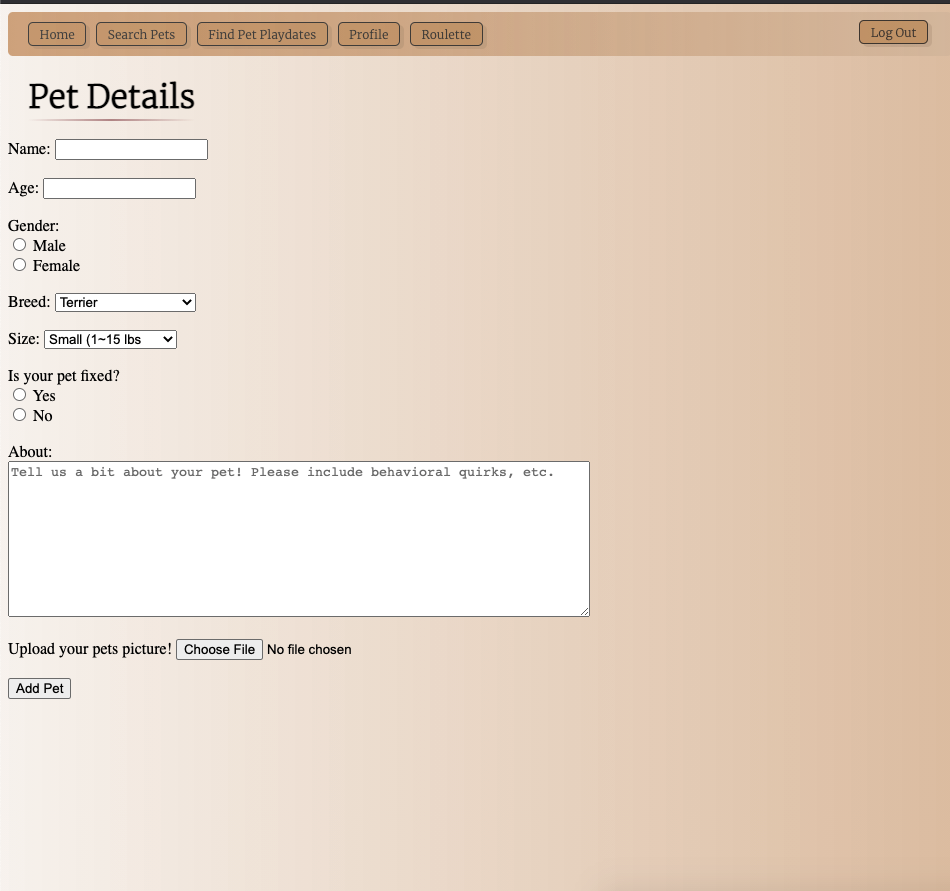 Home Search Pets Find Pet Playdates Profile Roulette Log Out
Pet Details
Name:
Age:
Gender:
Male
Female
Breed: Terrier
Size: Small (1~15 lbs
Is your pet fixed?
Yes
No
About:
Tell us a bit about your pet! Please include behavioral quirks, etc.
Upload your pets picture! Choose File No file chosen
Add Pet